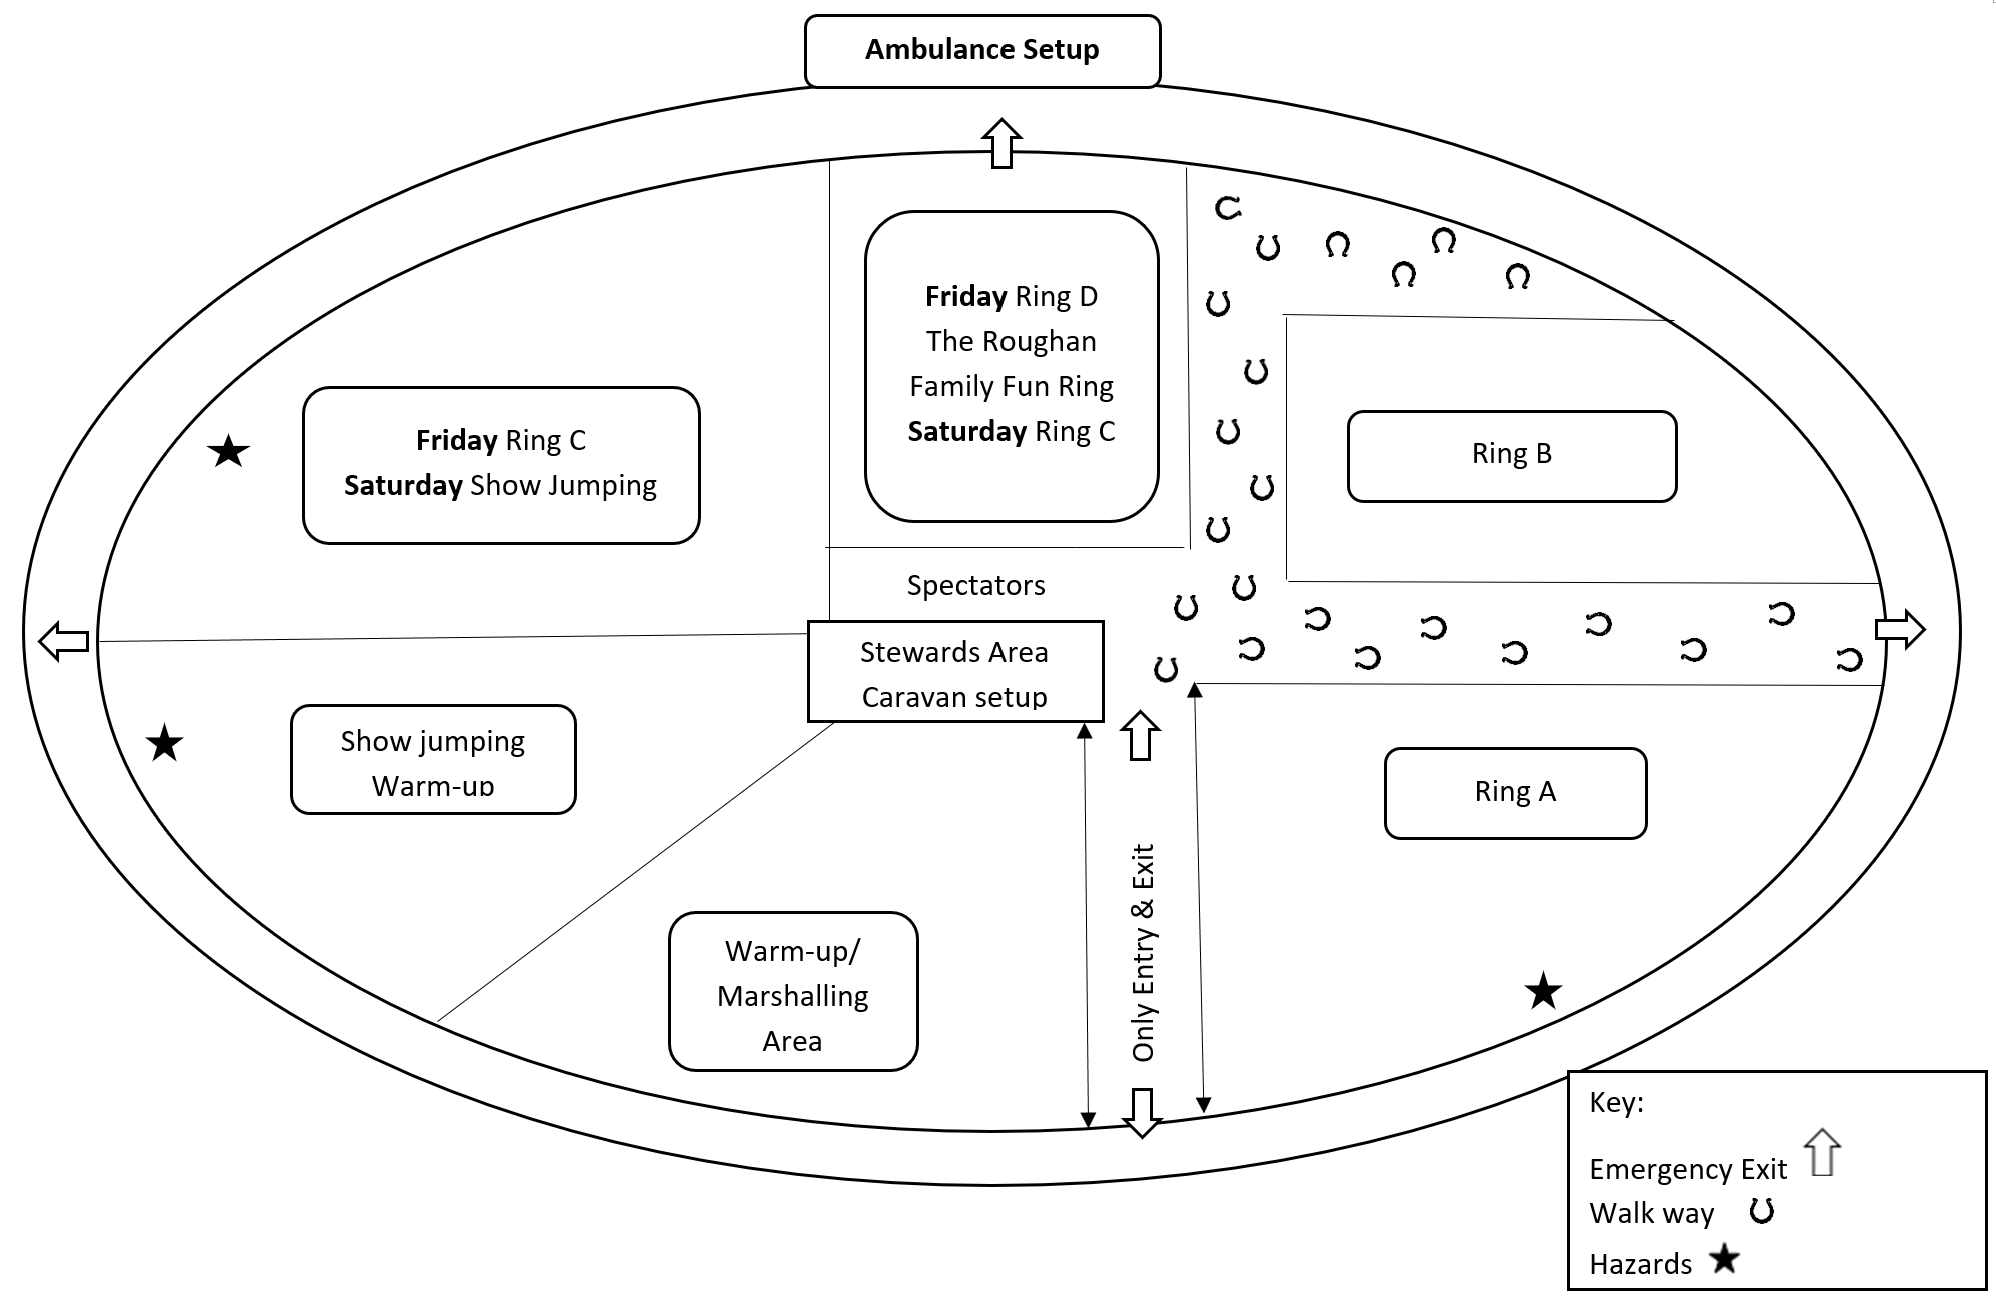 Ambulance Setup
Friday Ring D
The Roughan
Family Fun Ring
Saturday Ring C
Friday Ring C
Saturday Show Jumping
Ring B
Spectators
Stewards Area
Caravan setup
Show jumping
Warm-up
Ring A
Warm-up/
Marshalling
Area
Only Entry & Exit
Key:
Emergency Exit
Walk way
Hazards